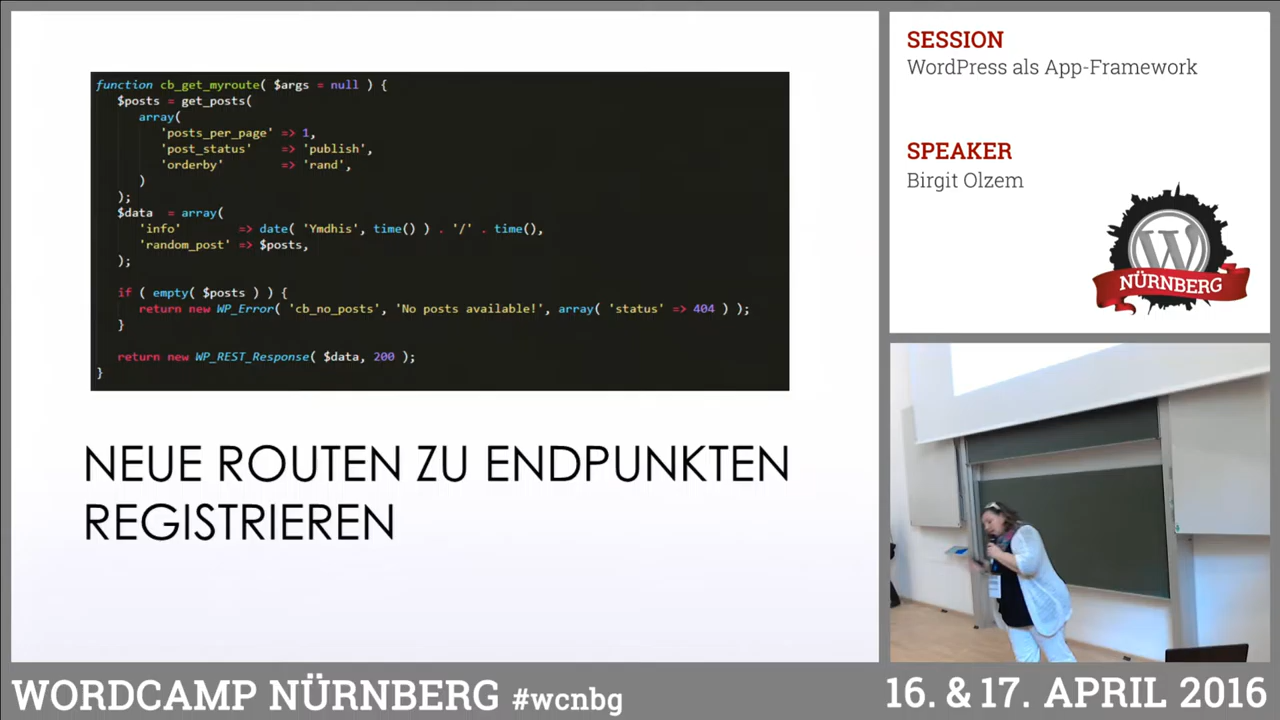 function cb_get_myroute( $args = null ) {
$posts = get_posts(
array(
'posts_per_page' => 1,
'post_status' => 'publish',
'orderby' => 'rand',
)
);
$data = array(
'info' => date( 'Ymdhis', time() ) . '/' . time(),
'random_post' => $posts,
);
if ( empty( $posts ) ) {
return new WP_Error( 'cb_no_posts', 'No posts available!', array( 'status' => 404 ) );
}
return new WP_REST_Response( $data, 200 );
}
NEUE ROUTEN ZU ENDPUNKTEN
REGISTRIEREN
SESSION
WordPress als App-Framework
SPEAKER
Birgit Olzem
W
NÜRNBERG
WORDCAMP NÜRNBERG #wcnbg
16. & 17. APRIL 2016